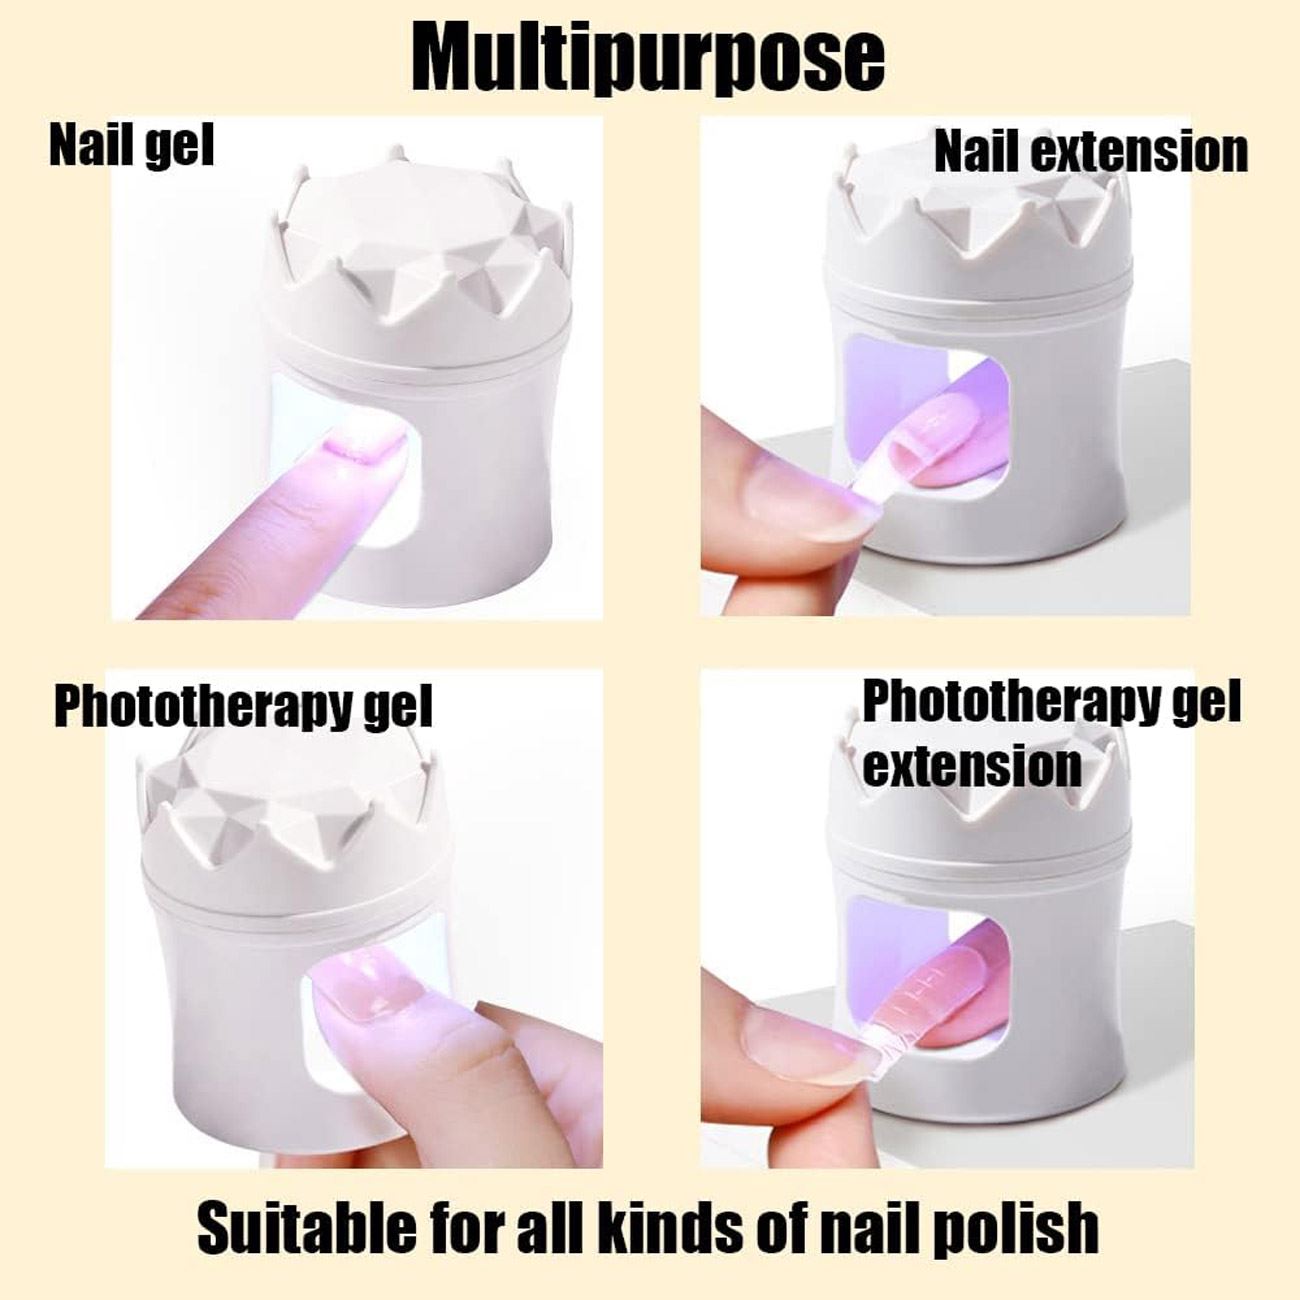 Multipurpose
Nail gel
Nail extension
Phototherapy gel
Phototherapy gel
extension
Suitable for all kinds of nail polish